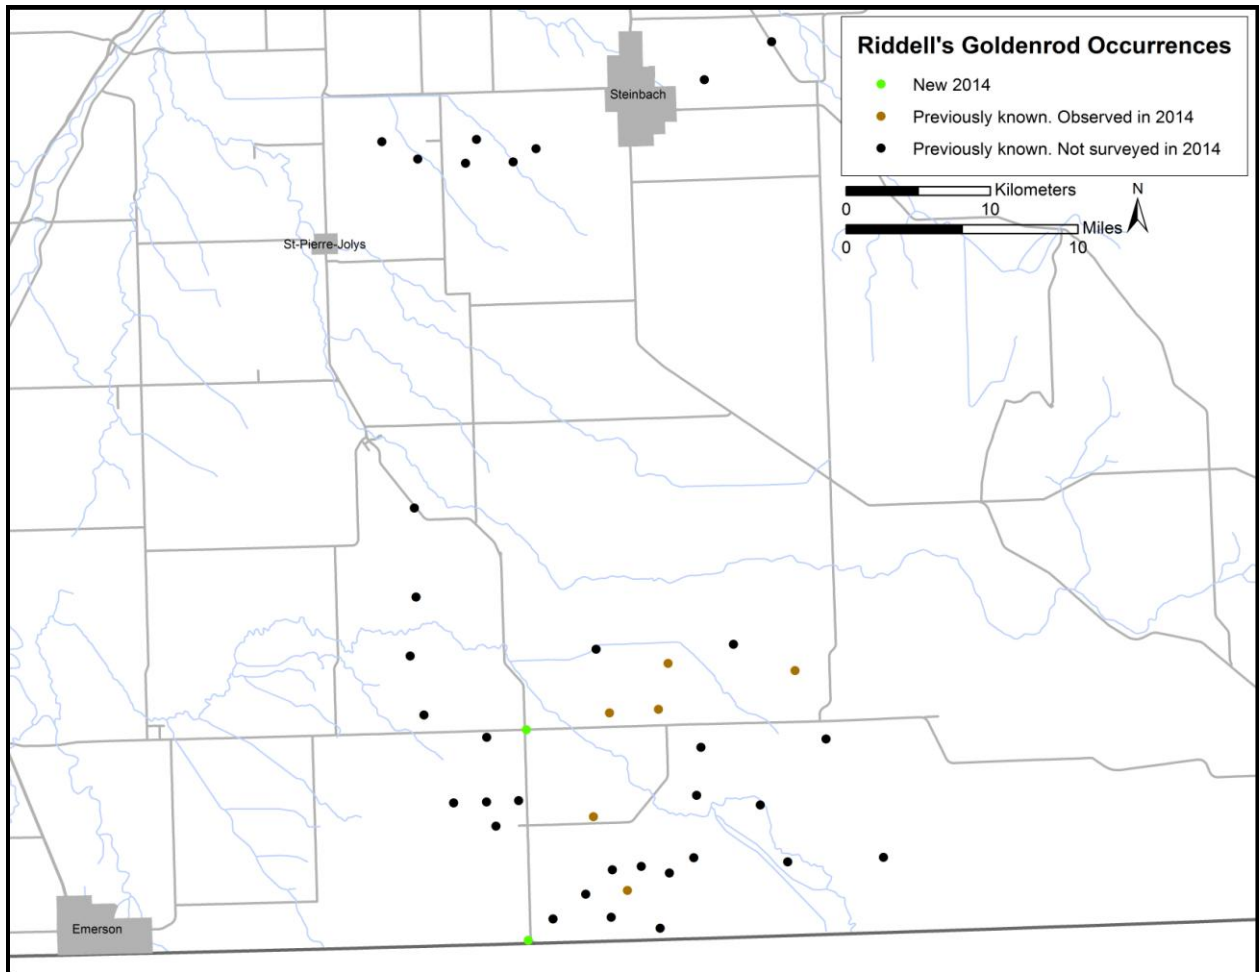 Riddell's Goldenrod Occurrences
New 2014
Previously known. Observed in 2014
Previously known. Not surveyed in 2014
Kilometers
0 10
Miles
0 10
N
Steinbach
St-Pierre-Jolys
Emerson